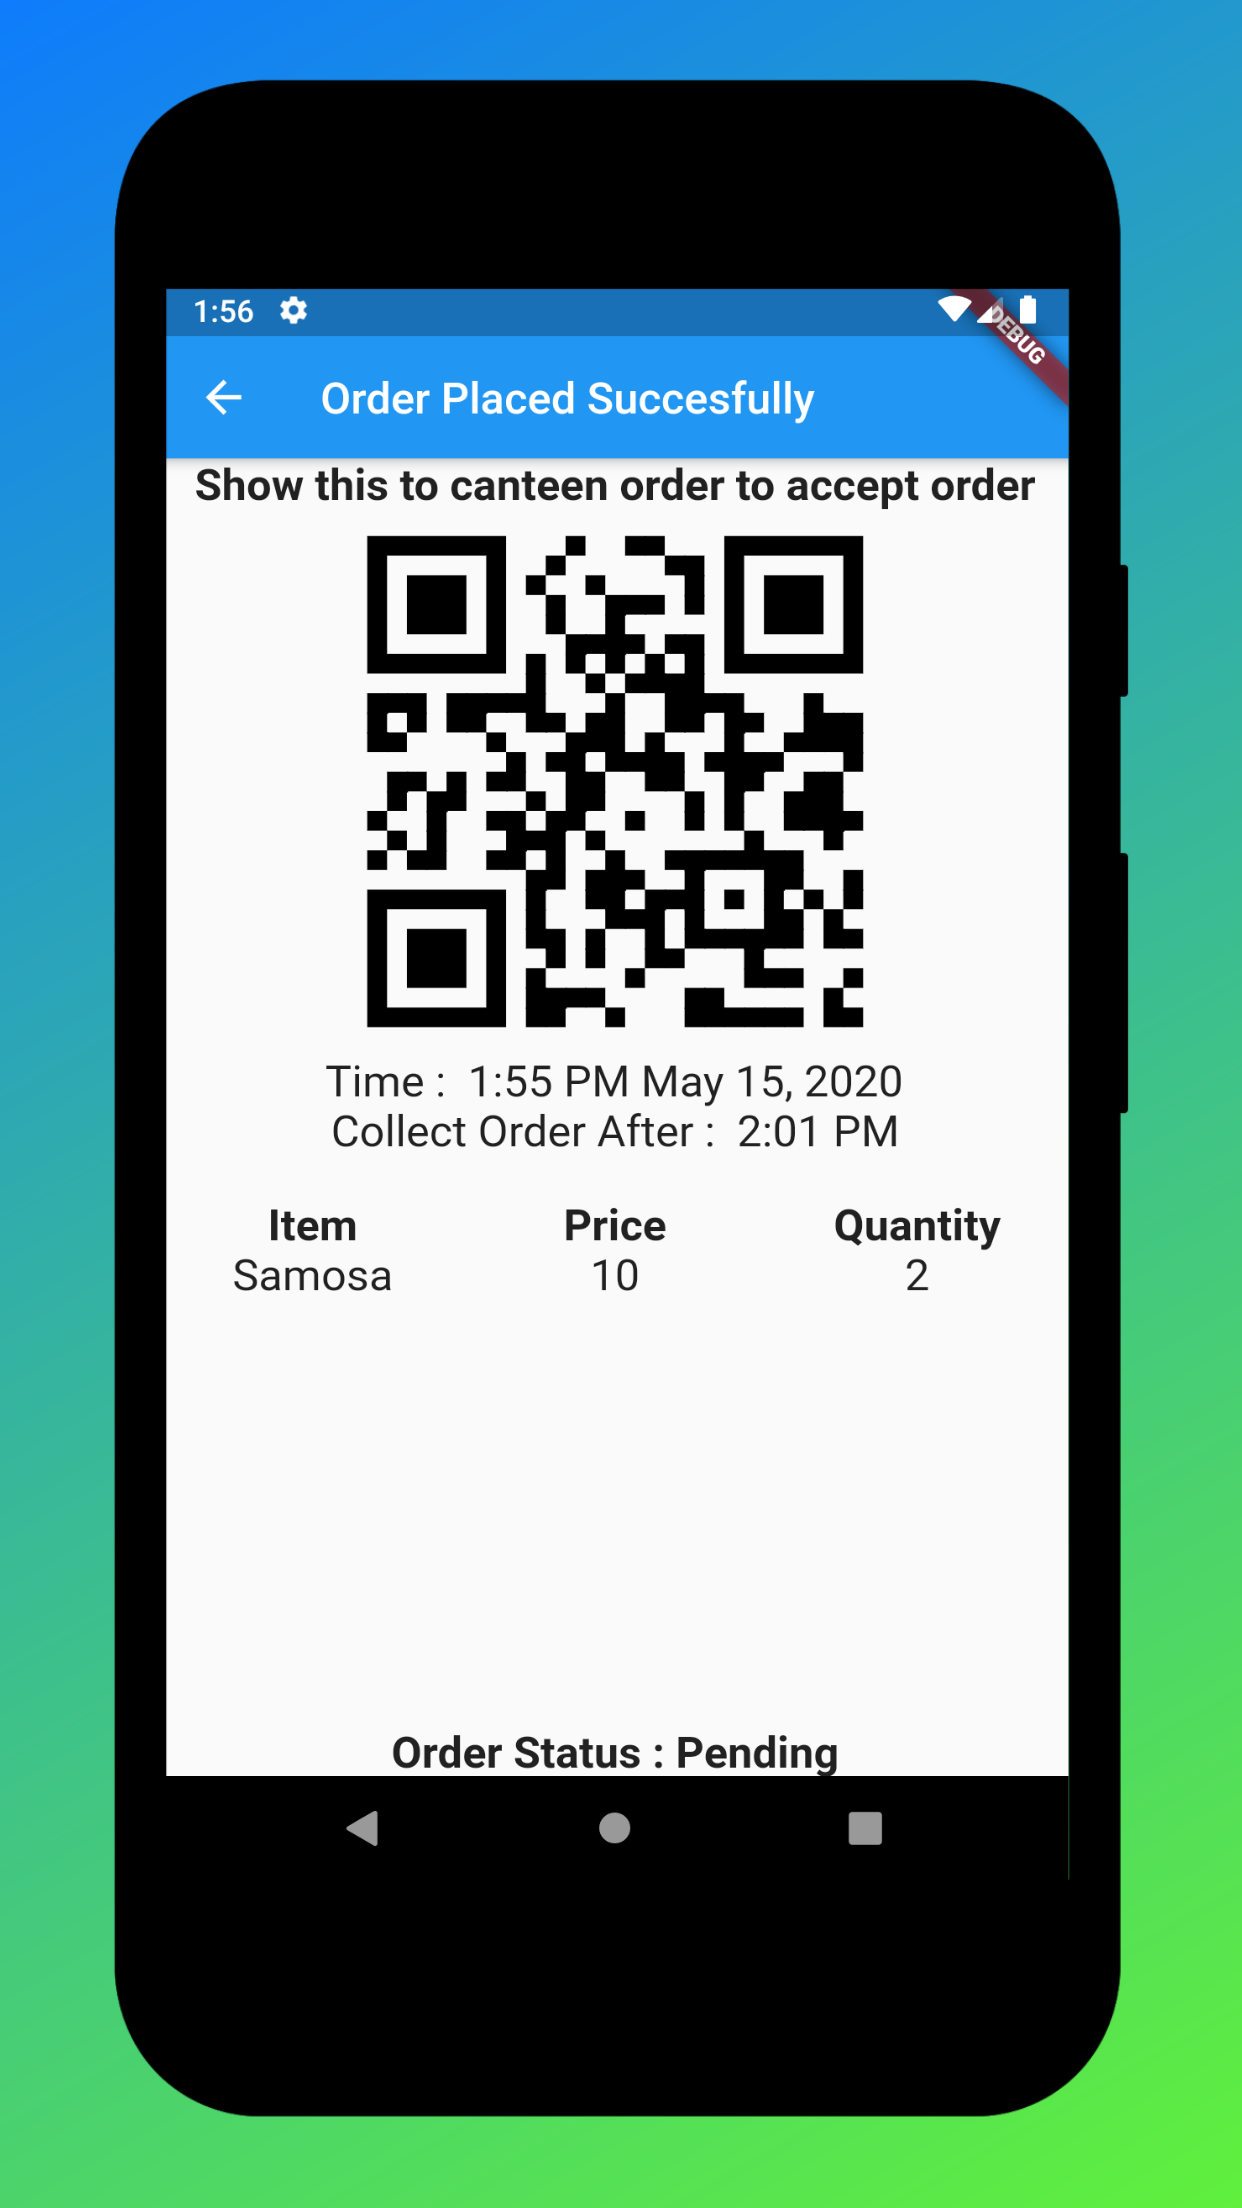 1:56
DEBUG
Order Placed Succesfully
Show this to canteen order to accept order
Time :  1:55 PM May 15, 2020
Collect Order After :  2:01 PM
Item Price Quantity
Samosa 10 2
Order Status : Pending